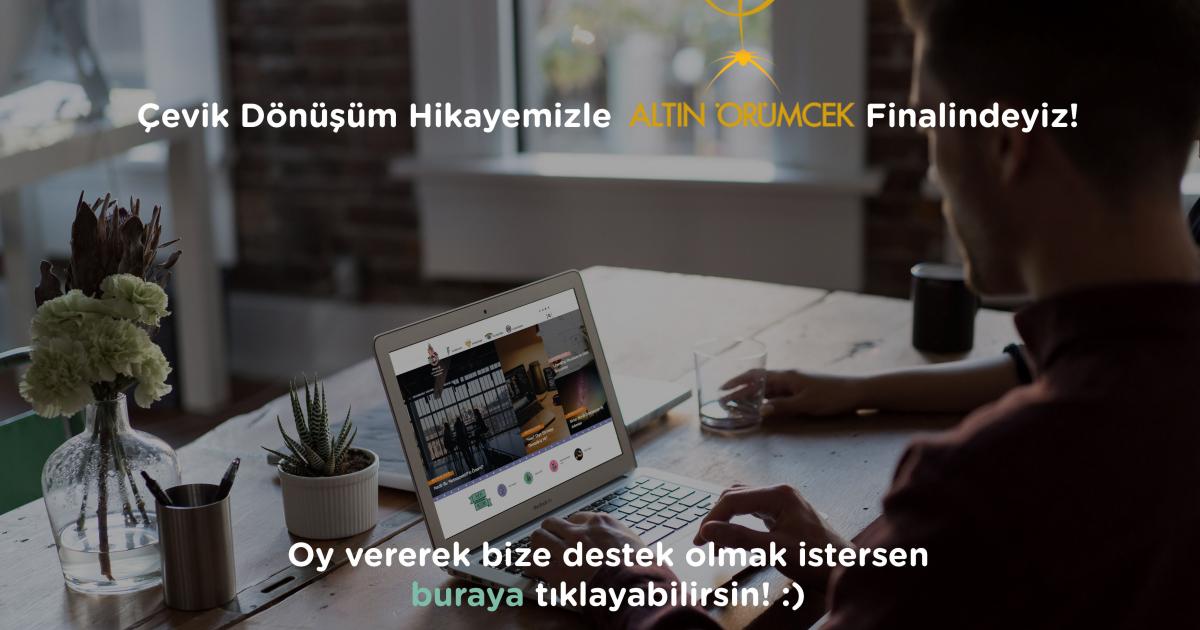 Çevik Dönüşüm Hikayemizle ALTIN ÖRÜMCEK Finalindeyiz!
Oy vererek bize destek olmak istersen
buraya tıklayabilirsin! :)